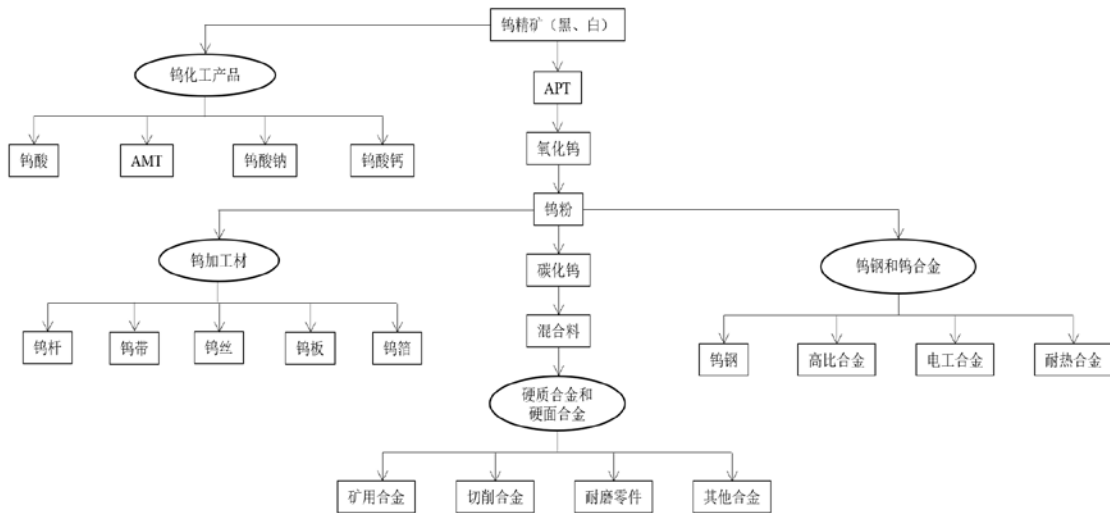 钨精矿（黑、白）
钨化工产品
APT
钨酸
AMT
钨酸钠
钨酸钙
氧化钨
钨粉
钨加工材
碳化钨
钨钢和钨合金
钨杆
钨带
钨丝
钨板
钨箔
混合料
钨钢
高比合金
电工合金
耐热合金
硬质合金和
硬面合金
矿用合金
切削合金
耐磨零件
其他合金